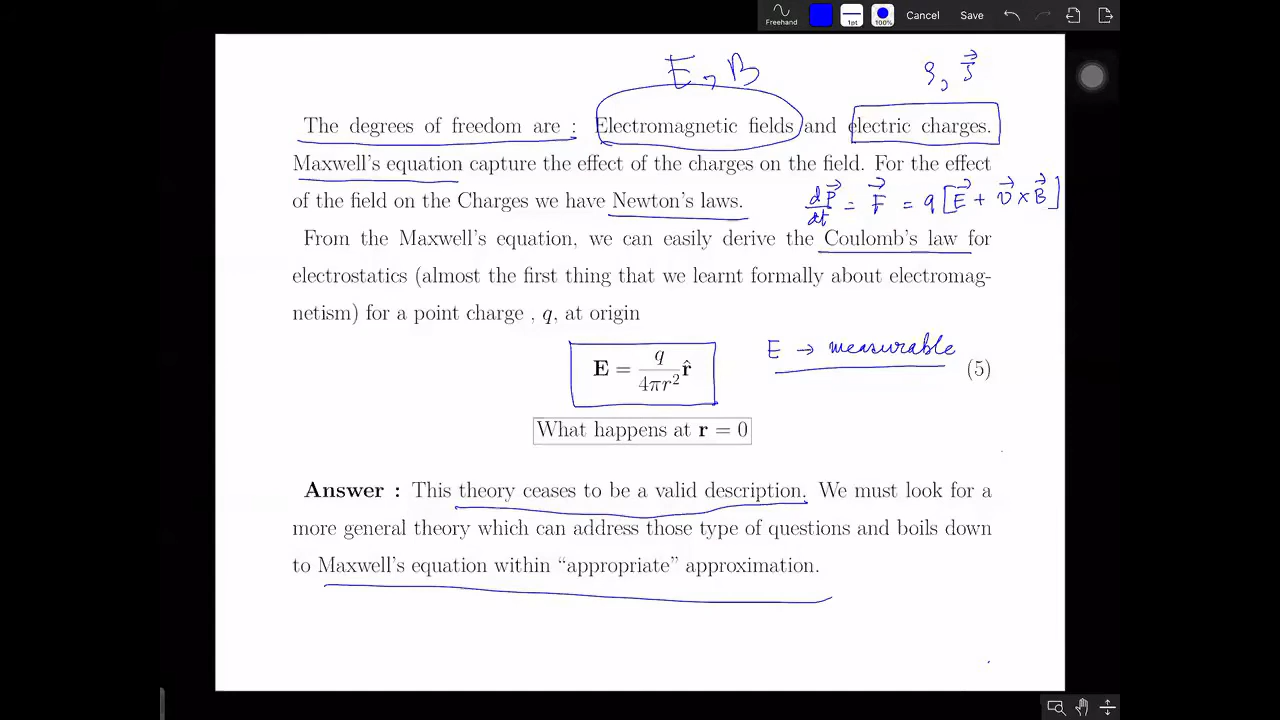 Freehand 1pt 100% Cancel Save
E, B
ρ, J⃗
The degrees of freedom are : Electromagnetic fields and electric charges.
Maxwell's equation capture the effect of the charges on the field. For the effect
of the field on the Charges we have Newton's laws.
dP⃗/dt = F⃗ = q [E⃗ + v⃗ × B⃗]
From the Maxwell's equation, we can easily derive the Coulomb's law for
electrostatics (almost the first thing that we learnt formally about electromag-
netism) for a point charge , q, at origin
E = q/4πr² r̂
E → measurable
(5)
What happens at r = 0
Answer : This theory ceases to be a valid description. We must look for a
more general theory which can address those type of questions and boils down
to Maxwell's equation within “appropriate” approximation.